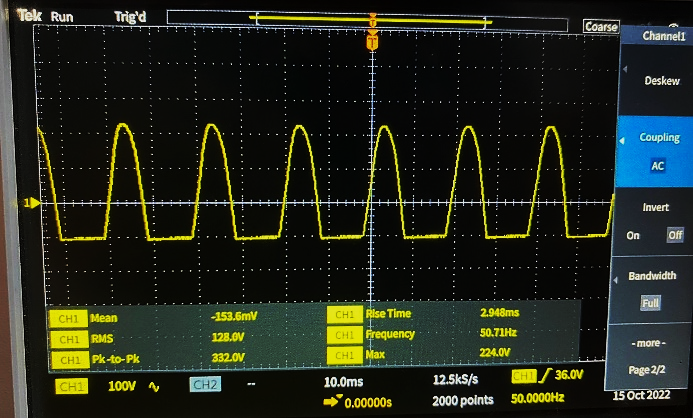 Tek Run Trig'd
T
T
Coarse
Channel1
Deskew
Coupling
AC
1
Invert
On Off
Bandwidth
Full
CH1 Mean -153.6mV CH1 Rise Time 2.948ms
CH1 RMS 128.0V CH1 Frequency 50.71Hz
CH1 Pk-to-Pk 332.0V CH1 Max 224.0V
- more -
Page 2/2
CH1 100V CH2 -- 10.0ms 12.5kS/s CH1 36.0V
0.00000s 2000 points 50.0000Hz
15 Oct 2022